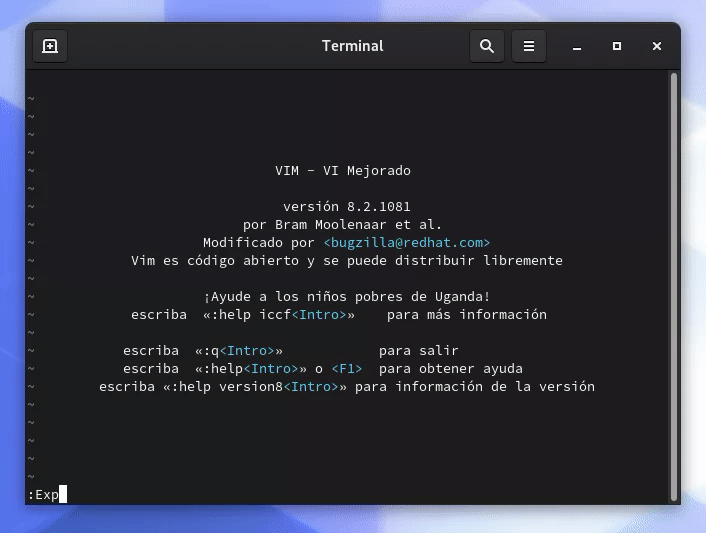 Terminal
~
~
~
~
~
VIM - VI Mejorado
~
~ versión 8.2.1081
~ por Bram Moolenaar et al.
~ Modificado por <bugzilla@redhat.com>
~ Vim es código abierto y se puede distribuir libremente
~
~ ¡Ayude a los niños pobres de Uganda!
~ escriba «:help iccf<Intro>» para más información
~
~ escriba «:q<Intro>» para salir
~ escriba «:help<Intro>» o <F1> para obtener ayuda
~ escriba «:help version8<Intro>» para información de la versión
~
~
~
~
~
:Exp